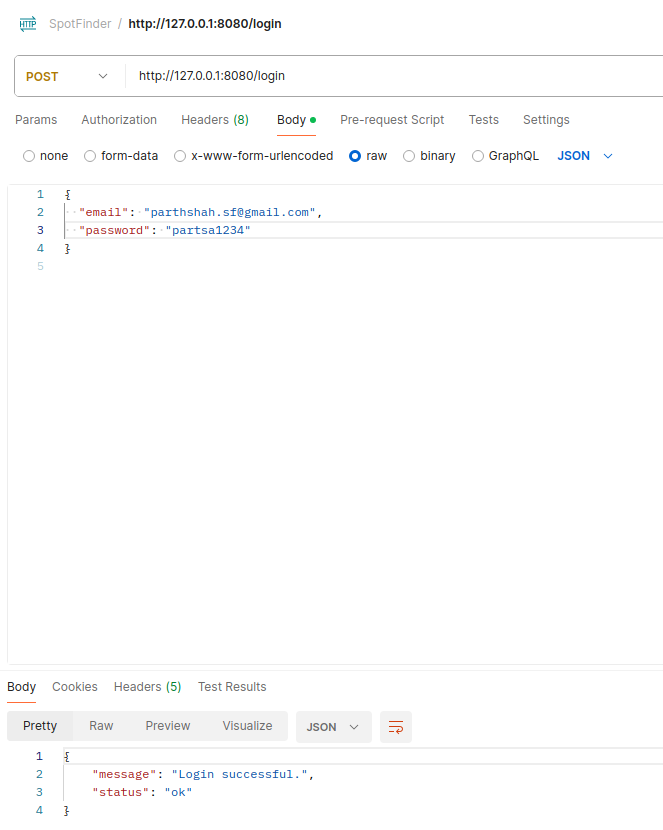 HTTP SpotFinder / http://127.0.0.1:8080/login
POST http://127.0.0.1:8080/login
Params Authorization Headers (8) Body Pre-request Script Tests Settings
none form-data x-www-form-urlencoded raw binary GraphQL JSON
1 {
2 "email": "parthshah.sf@gmail.com",
3 "password": "partsa1234"
4 }
5
Body Cookies Headers (5) Test Results
Pretty Raw Preview Visualize JSON
1 {
2 "message": "Login successful.",
3 "status": "ok"
4 }